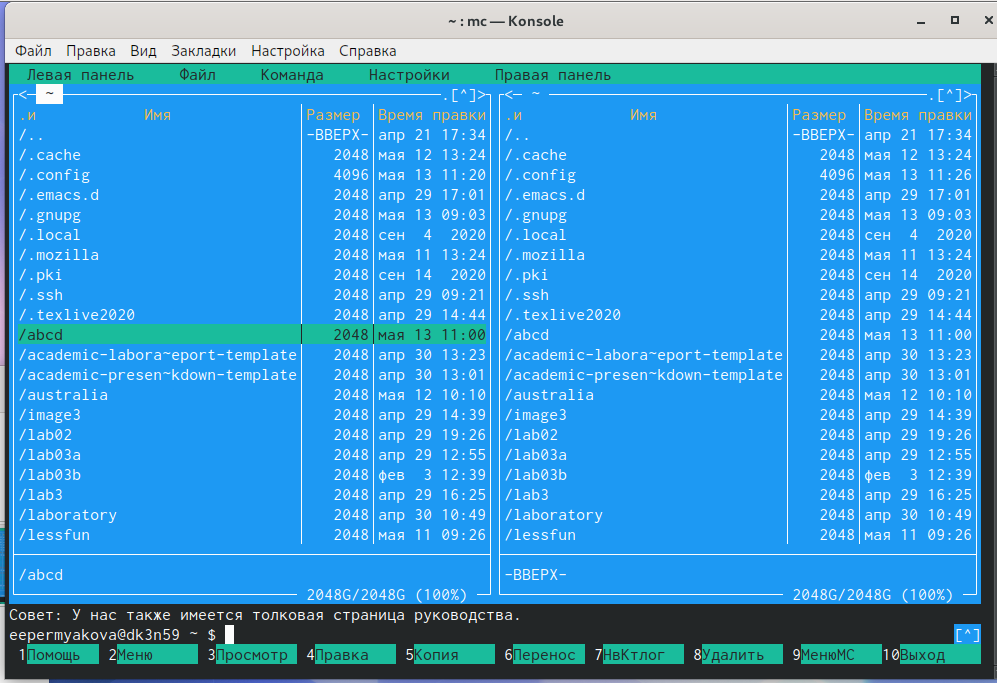 ~ : mc — Konsole
Файл Правка Вид Закладки Настройка Справка
Левая панель Файл Команда Настройки Правая панель
<─ ~ ─.[^]> <─ ~ ─.[^]>
.и Имя Размер Время правки .и Имя Размер Время правки
/.. -ВВЕРХ- апр 21 17:34 /.. -ВВЕРХ- апр 21 17:34
/.cache 2048 мая 12 13:24 /.cache 2048 мая 12 13:24
/.config 4096 мая 13 11:20 /.config 4096 мая 13 11:26
/.emacs.d 2048 апр 29 17:01 /.emacs.d 2048 апр 29 17:01
/.gnupg 2048 мая 13 09:03 /.gnupg 2048 мая 13 09:03
/.local 2048 сен 4 2020 /.local 2048 сен 4 2020
/.mozilla 2048 мая 11 13:24 /.mozilla 2048 мая 11 13:24
/.pki 2048 сен 14 2020 /.pki 2048 сен 14 2020
/.ssh 2048 апр 29 09:21 /.ssh 2048 апр 29 09:21
/.texlive2020 2048 апр 29 14:44 /.texlive2020 2048 апр 29 14:44
/abcd 2048 мая 13 11:00 /abcd 2048 мая 13 11:00
/academic-labora~eport-template 2048 апр 30 13:23 /academic-labora~eport-template 2048 апр 30 13:23
/academic-presen~kdown-template 2048 апр 30 13:01 /academic-presen~kdown-template 2048 апр 30 13:01
/australia 2048 мая 12 10:10 /australia 2048 мая 12 10:10
/image3 2048 апр 29 14:39 /image3 2048 апр 29 14:39
/lab02 2048 апр 29 19:26 /lab02 2048 апр 29 19:26
/lab03a 2048 апр 29 12:55 /lab03a 2048 апр 29 12:55
/lab03b 2048 фев 3 12:39 /lab03b 2048 фев 3 12:39
/lab3 2048 апр 29 16:25 /lab3 2048 апр 29 16:25
/laboratory 2048 апр 30 10:49 /laboratory 2048 апр 30 10:49
/lessfun 2048 мая 11 09:26 /lessfun 2048 мая 11 09:26
/abcd -ВВЕРХ-
2048G/2048G (100%) 2048G/2048G (100%)
Совет: У нас также имеется толковая страница руководства.
eepermyakova@dk3n59 ~ $ [^]
1Помощь 2Меню 3Просмотр 4Правка 5Копия 6Перенос 7НвКтлог 8Удалить 9МенюМС 10Выход